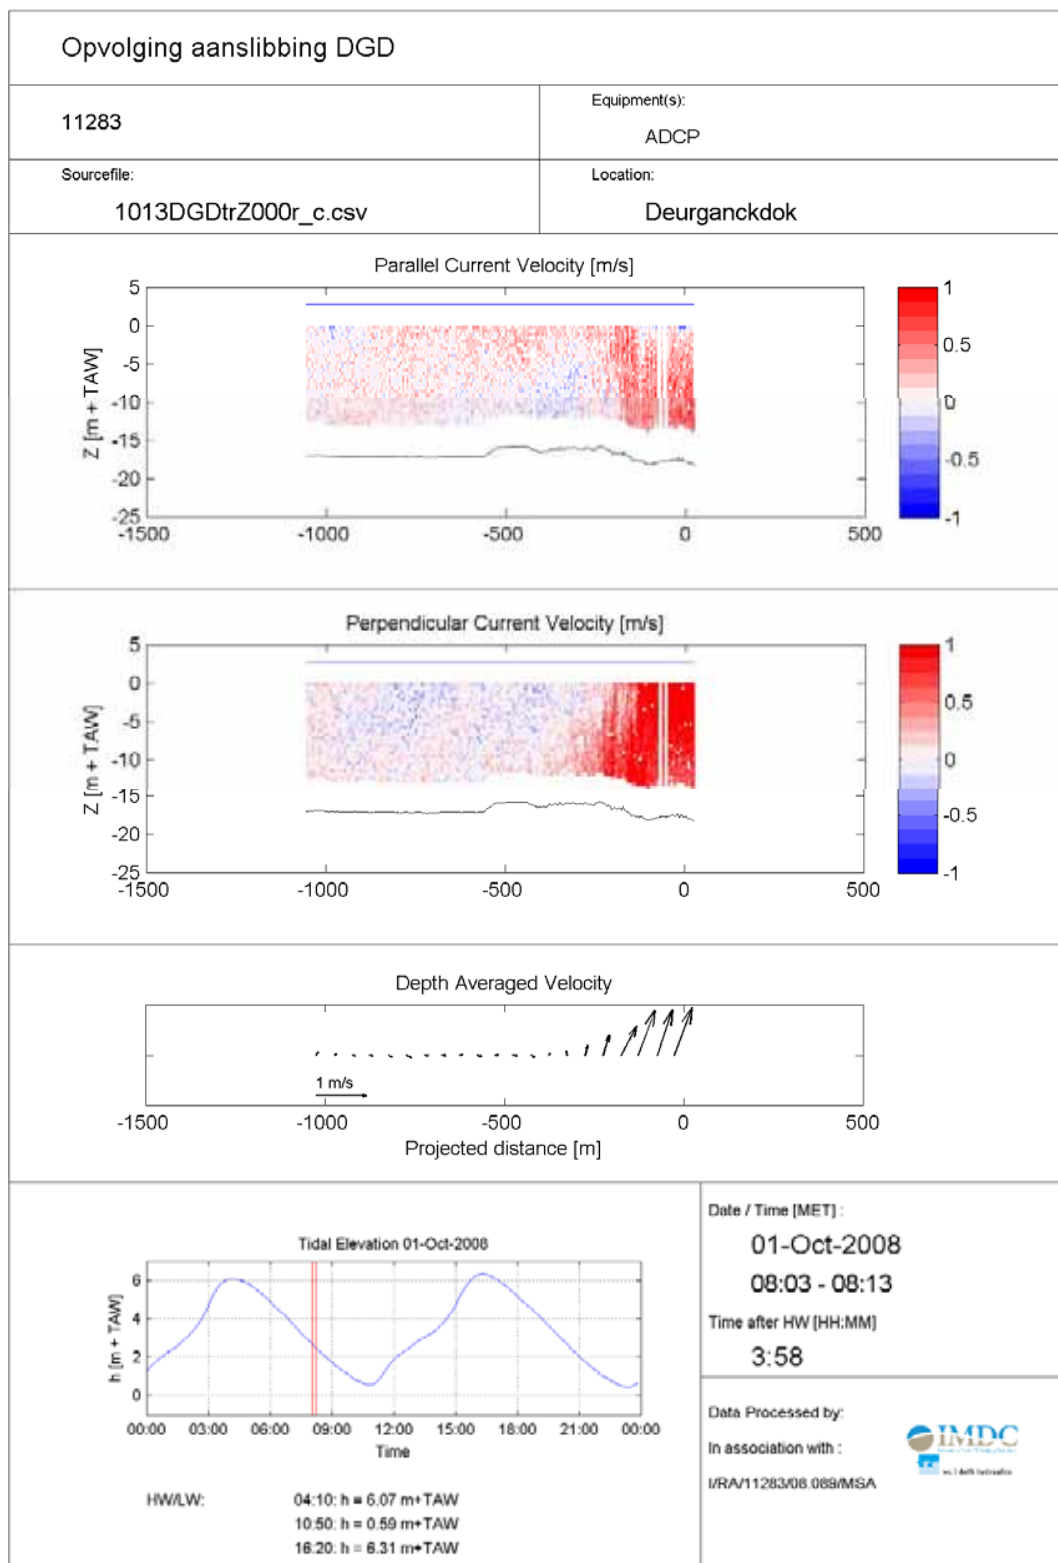 Opvolging aanslibbing DGD
11283
Equipment(s):
ADCP
Sourcefile:
1013DGDtrZ000r_c.csv
Location:
Deurganckdok
Parallel Current Velocity [m/s]
Z [m + TAW]
5
0
-5
-10
-15
-20
-25
-1500
-1000
-500
0
500
1
0.5
0
-0.5
-1
Perpendicular Current Velocity [m/s]
Z [m + TAW]
5
0
-5
-10
-15
-20
-25
-1500
-1000
-500
0
500
1
0.5
0
-0.5
-1
Depth Averaged Velocity
1 m/s
-1500
-1000
-500
0
500
Projected distance [m]
Tidal Elevation 01-Oct-2008
h [m + TAW]
6
4
2
0
00:00
03:00
06:00
09:00
12:00
15:00
18:00
21:00
00:00
Time
HW/LW:
04:10: h = 6.07 m+TAW
10:50: h = 0.59 m+TAW
16:20: h = 6.31 m+TAW
Date / Time [MET] :
01-Oct-2008
08:03 - 08:13
Time after HW [HH:MM]
3:58
Data Processed by:
IMDC
In association with :
wl | delft hydraulics
I/RA/11283/08.089/MSA